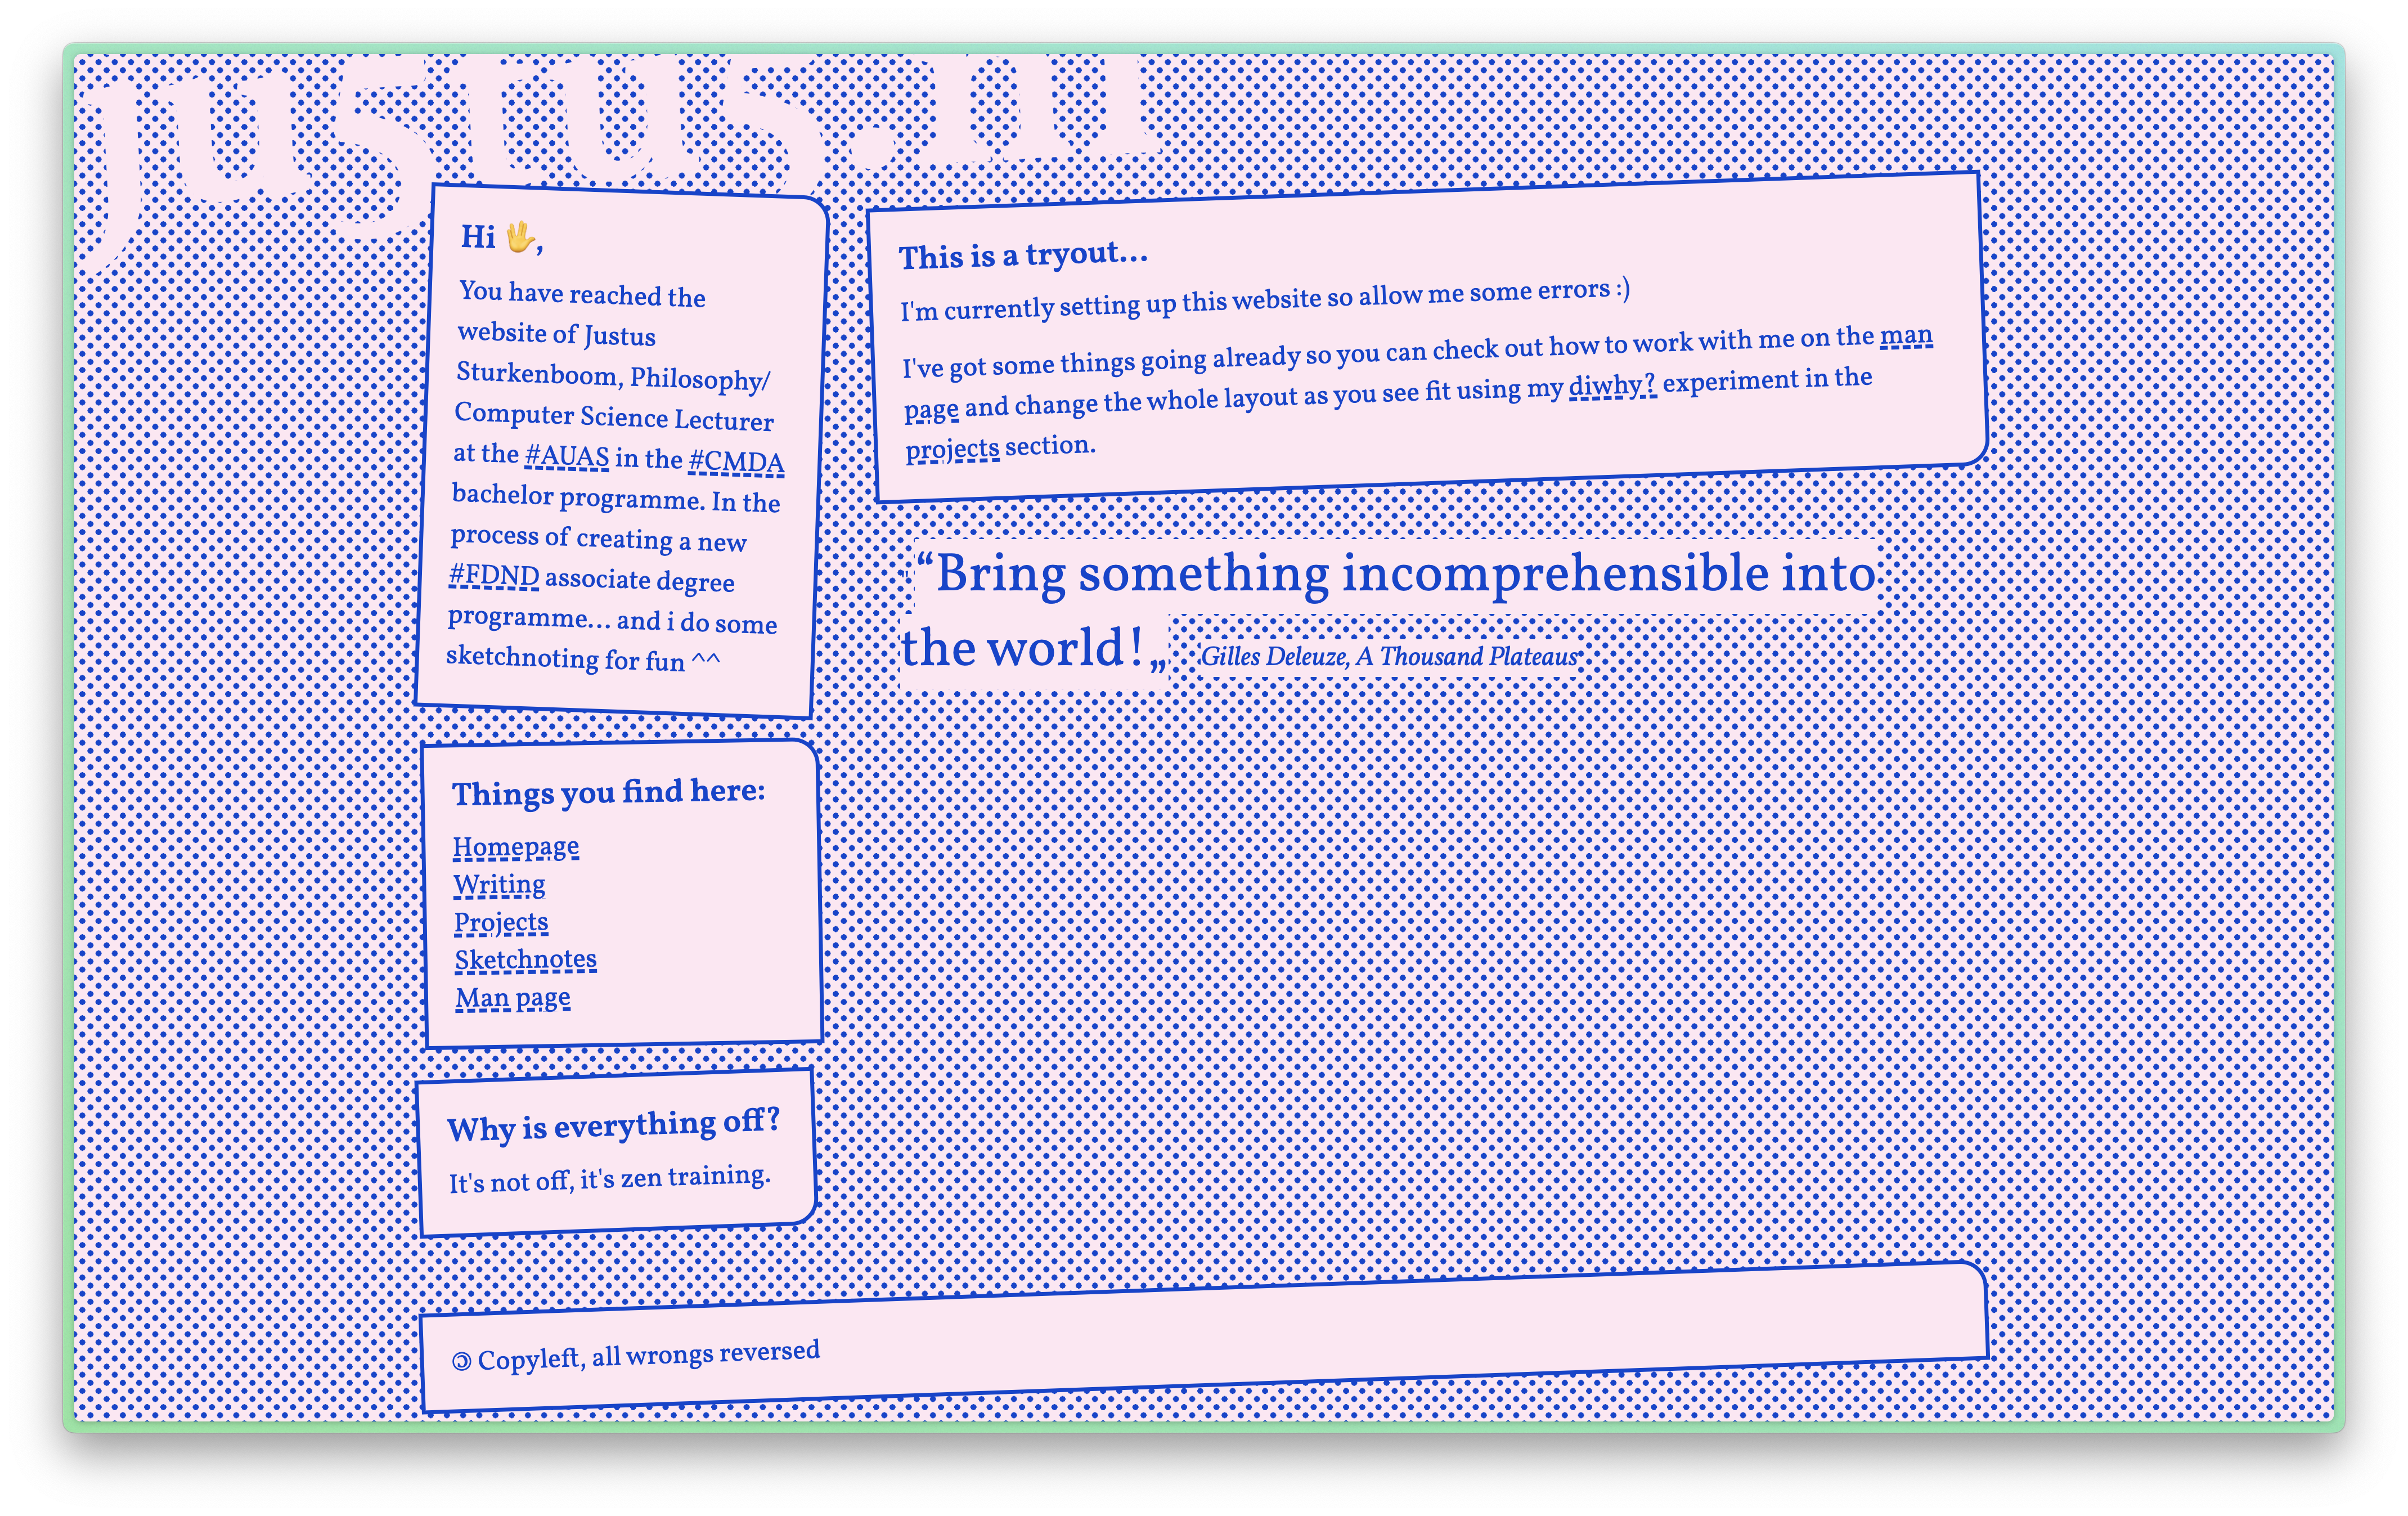 justus.nl
Hi 🖖,
You have reached the
website of Justus
Sturkenboom, Philosophy/
Computer Science Lecturer
at the #AUAS in the #CMDA
bachelor programme. In the
process of creating a new
#FDND associate degree
programme… and i do some
sketchnoting for fun ^^
Things you find here:
Homepage
Writing
Projects
Sketchnotes
Man page
Why is everything off?
It's not off, it's zen training.
This is a tryout…
I'm currently setting up this website so allow me some errors :)
I've got some things going already so you can check out how to work with me on the man
page and change the whole layout as you see fit using my diwhy? experiment in the
projects section.
“Bring something incomprehensible into
the world!„ Gilles Deleuze, A Thousand Plateaus
🄯 Copyleft, all wrongs reversed